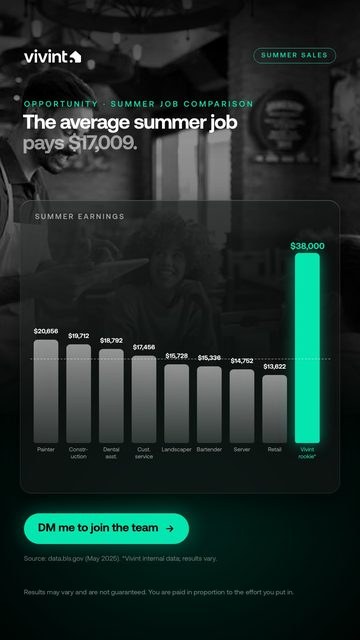 vivint
SUMMER SALES
OPPORTUNITY · SUMMER JOB COMPARISON
The average summer job
pays $17,009.
SUMMER EARNINGS
$38,000
$20,656
$19,712
$18,792
$17,456
$15,728
$15,336
$14,752
$13,622
Painter
Constr-
uction
Dental
asst.
Cust.
service
Landscaper
Bartender
Server
Retail
Vivint
rookie*
DM me to join the team →
Source: data.bls.gov (May 2025). *Vivint internal data, results vary.
Results may vary and are not guaranteed. You are paid in proportion to the effort you put in.